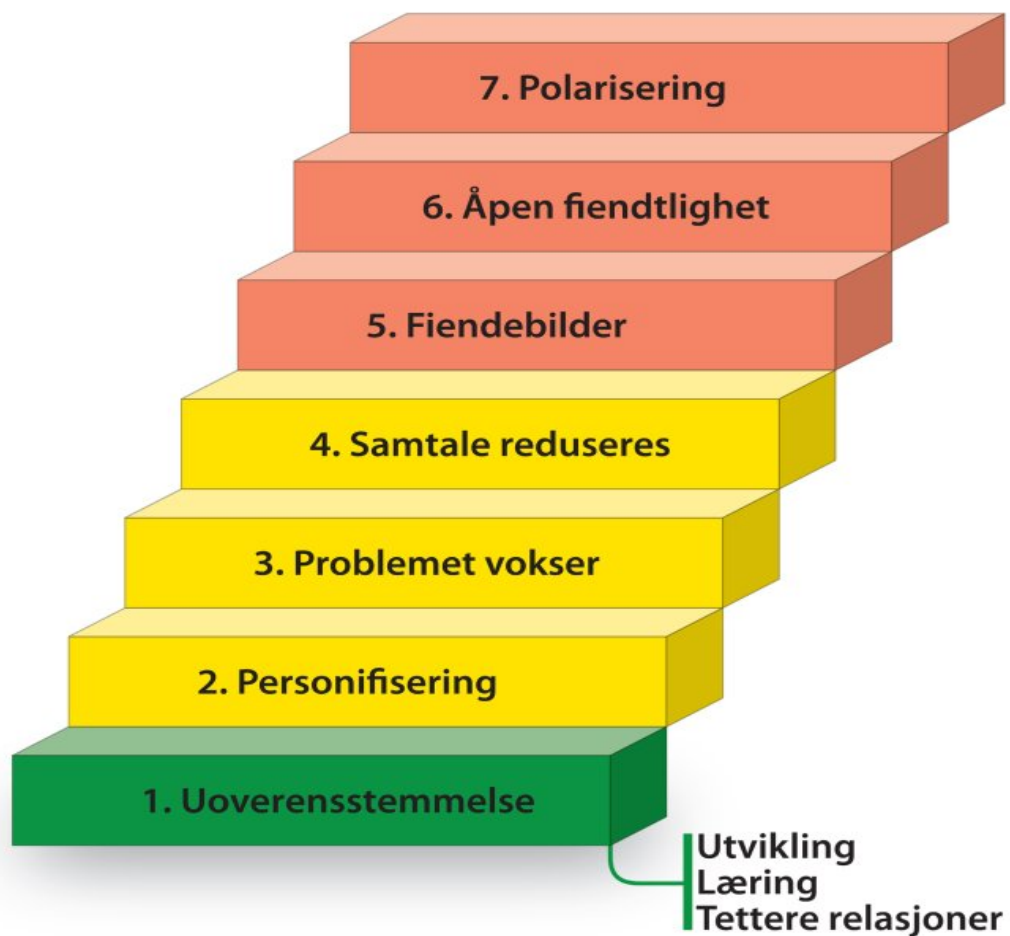 7. Polarisering
6. Åpen fiendtlighet
5. Fiendebilder
4. Samtale reduseres
3. Problemet vokser
2. Personifisering
1. Uoverensstemmelse
Utvikling
Læring
Tettere relasjoner